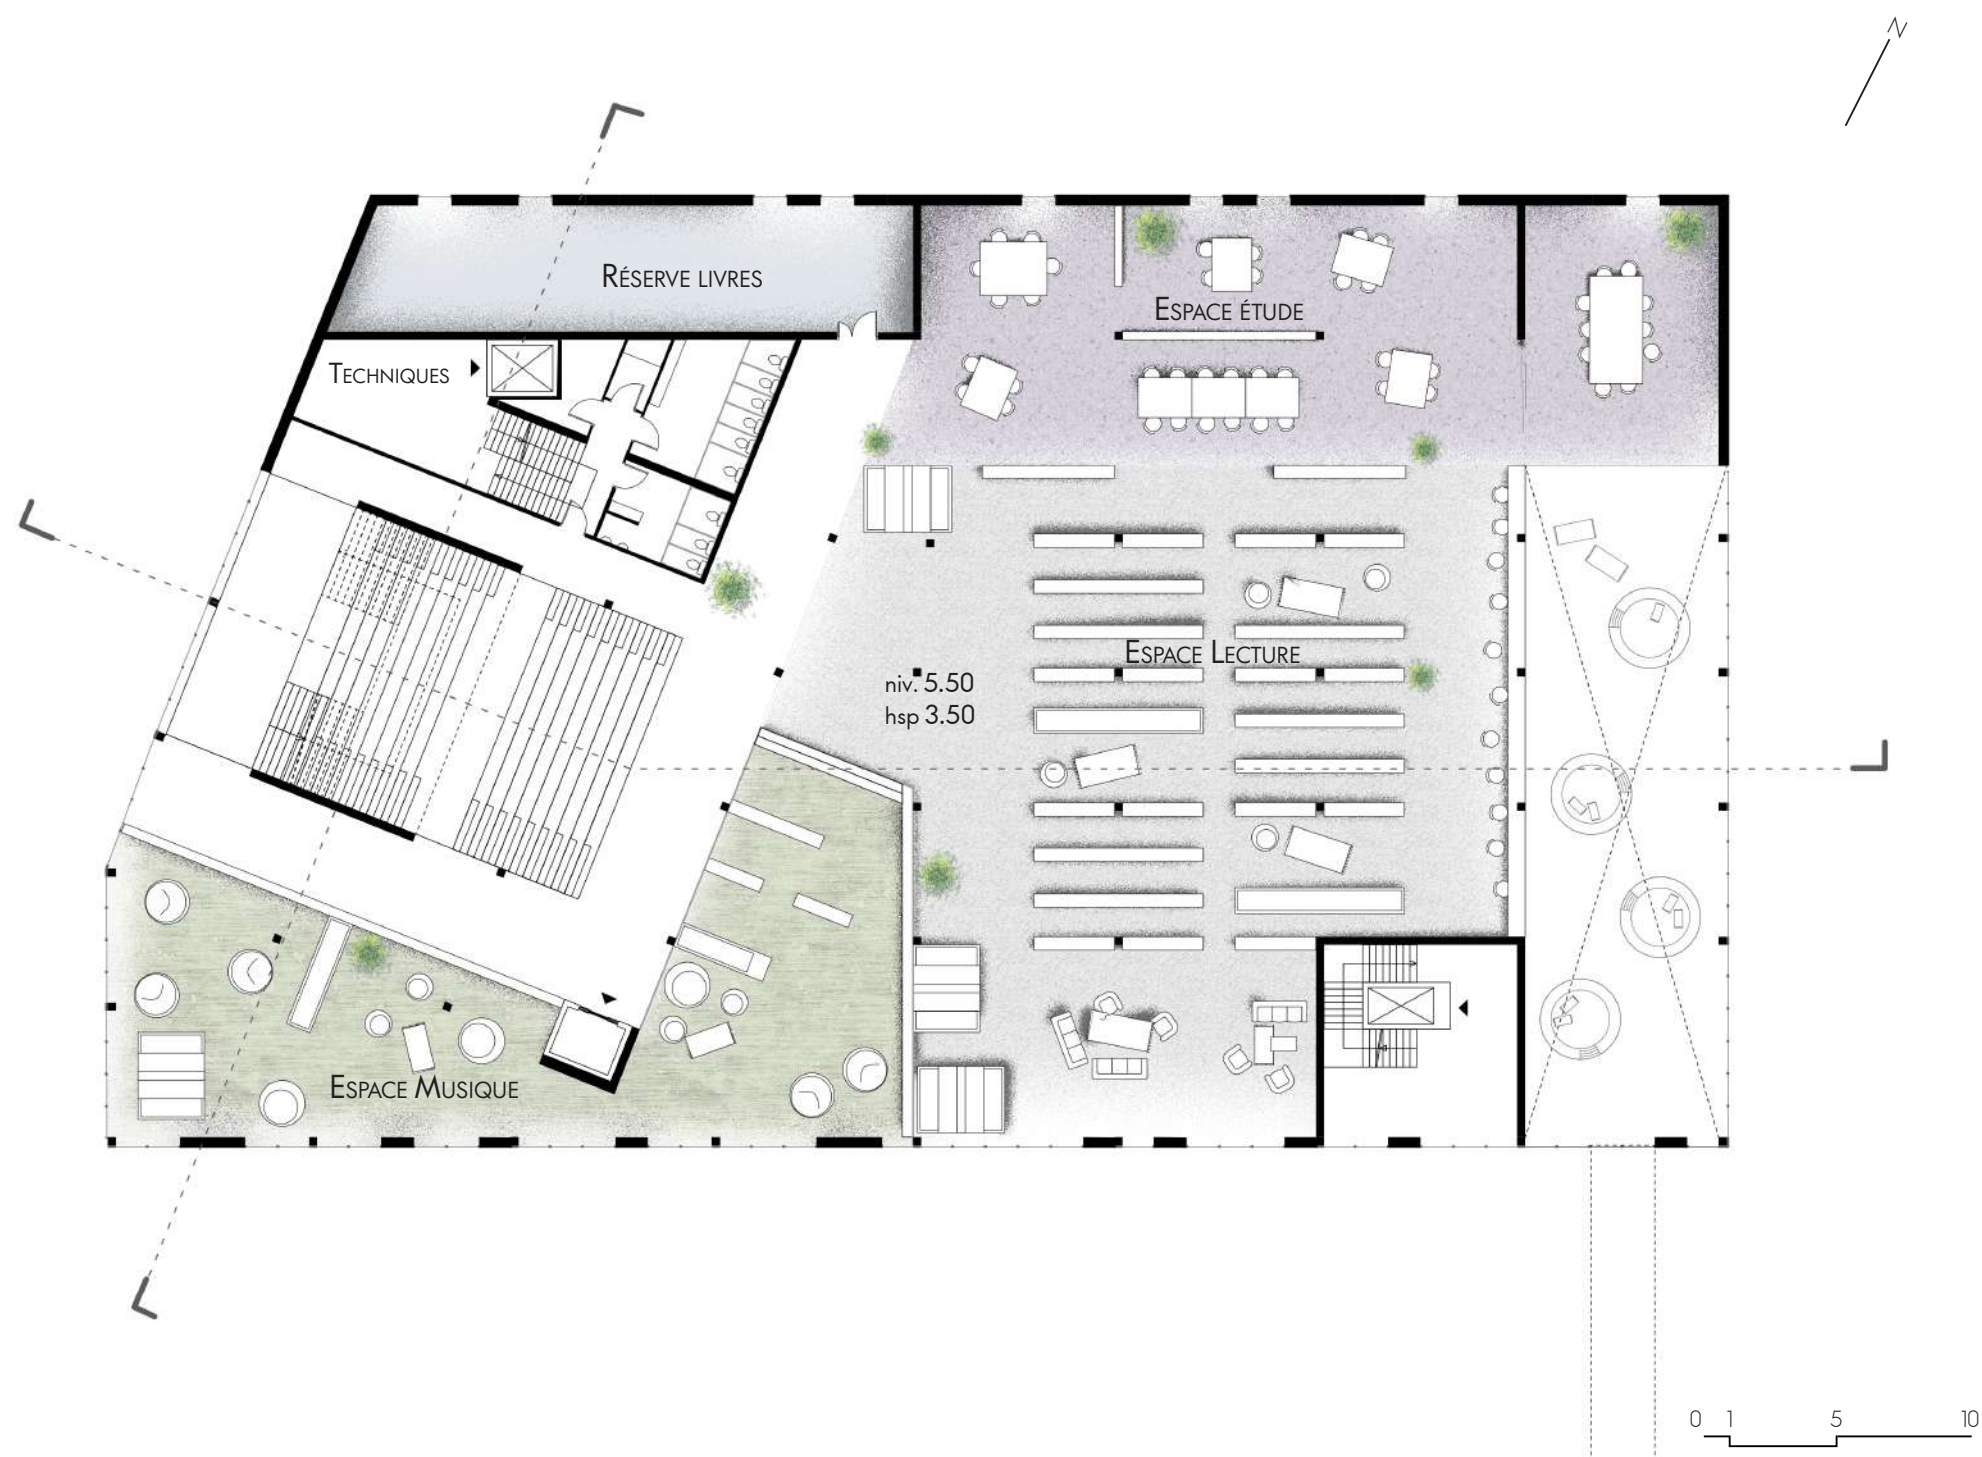 N
RÉSERVE LIVRES
ESPACE ÉTUDE
TECHNIQUES
ESPACE LECTURE
niv. 5.50
hsp 3.50
ESPACE MUSIQUE
0 1 5 10